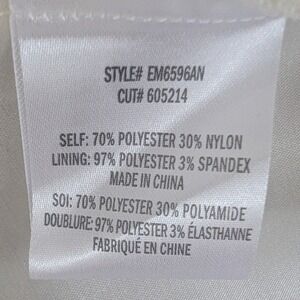 STYLE# EM6596AN
CUT# 605214
SELF: 70% POLYESTER 30% NYLON
LINING: 97% POLYESTER 3% SPANDEX
MADE IN CHINA
SOI: 70% POLYESTER 30% POLYAMIDE
DOUBLURE: 97% POLYESTER 3% ÉLASTHANNE
FABRIQUÉ EN CHINE